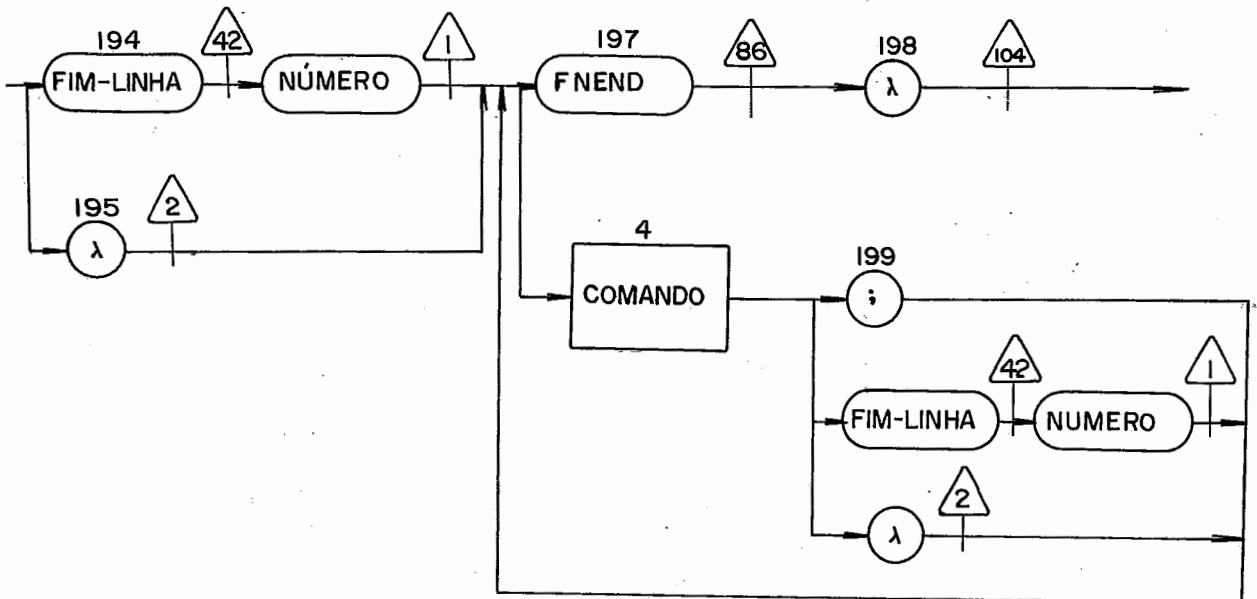 194 42 1 197 86 198 104
FIM-LINHA NÚMERO FNEND λ
195 2
λ
4
COMANDO
199
;
42 1
FIM-LINHA NUMERO
2
λ